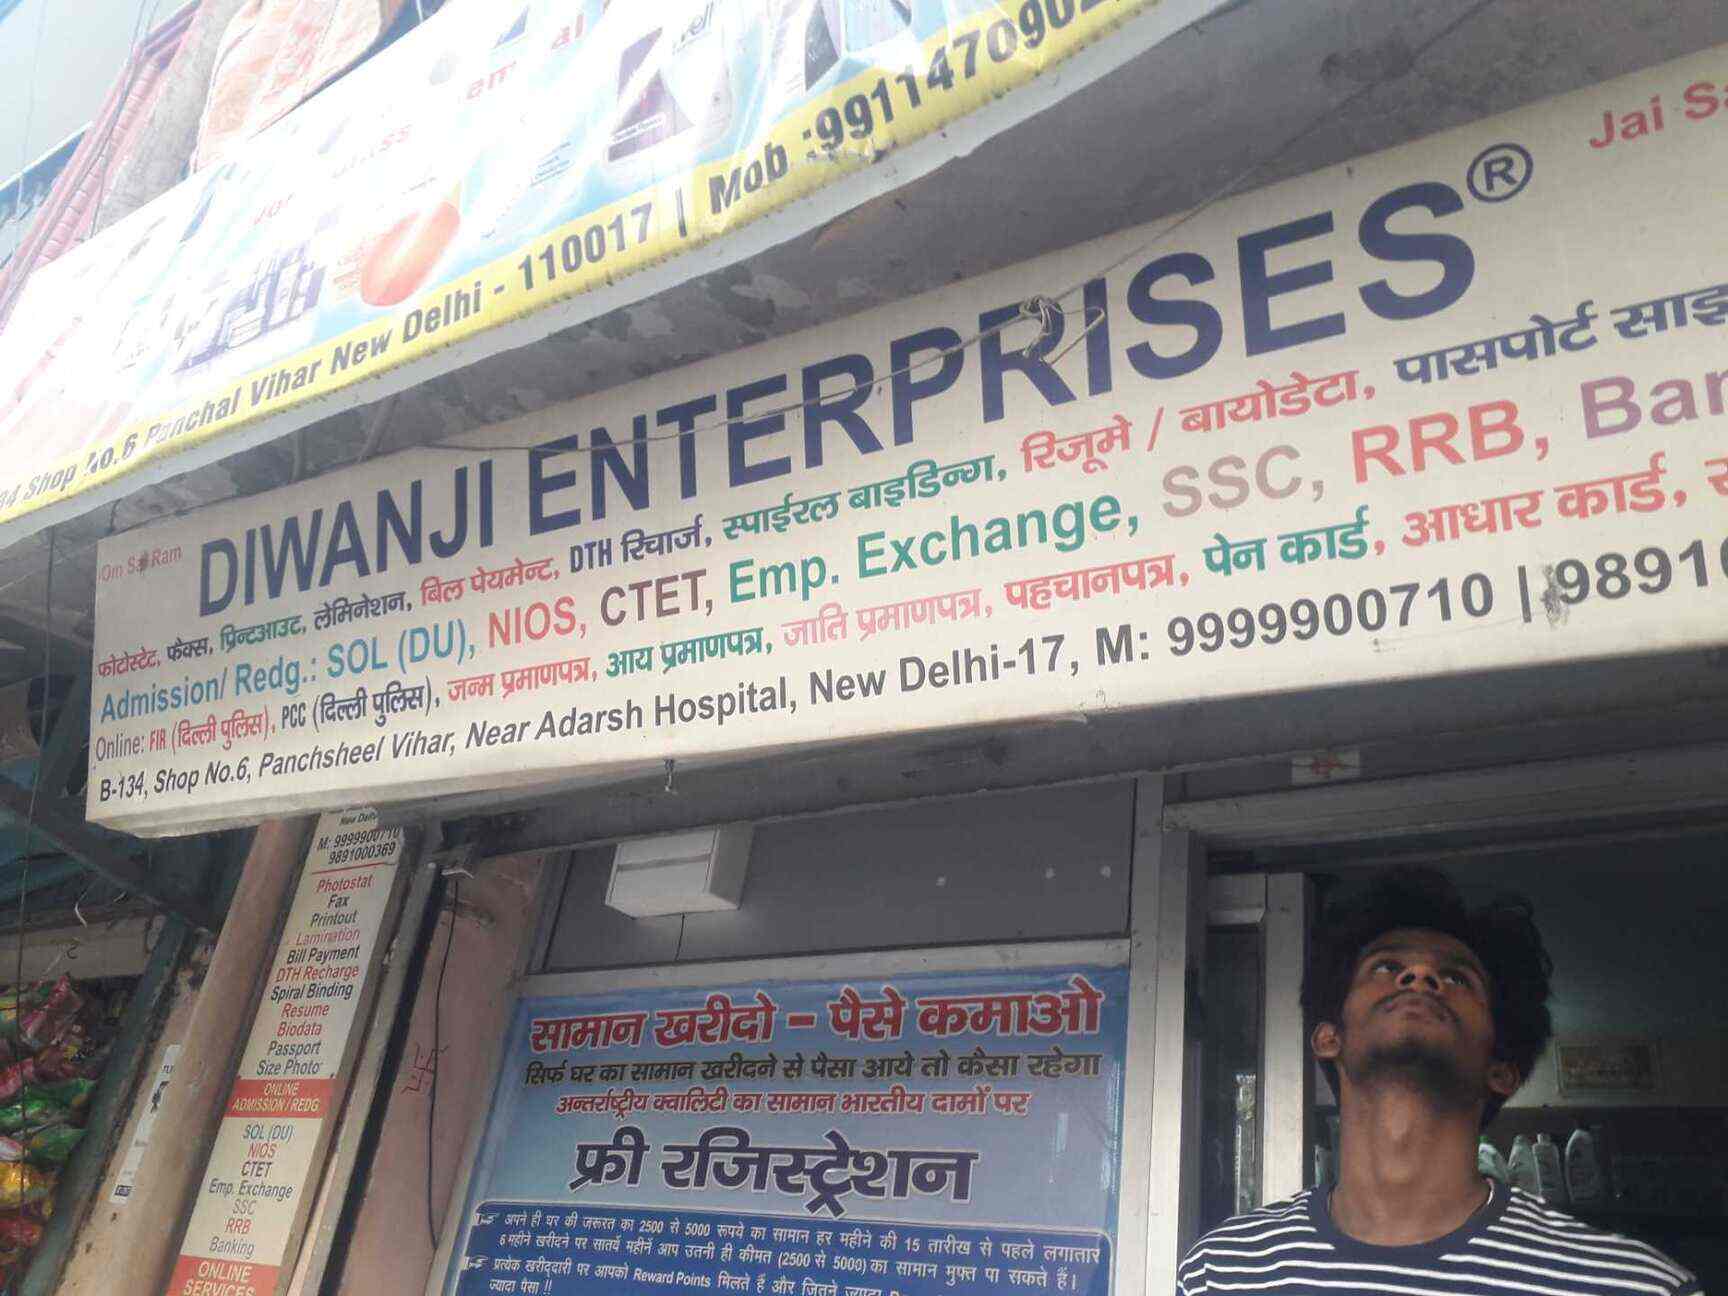 Shop No.6 Panchal Vihar New Delhi - 110017 | Mob :991147090
Om Sai Ram
Jai
DIWANJI ENTERPRISES®
फोटोस्टेट, फैक्स, प्रिन्टआउट, लेमिनेशन, बिल पेयमेन्ट, DTH रिचार्ज, स्पाईरल बाइडिन्ग, रिजूमे / बायोडेटा, पासपोर्ट साइ
Admission/ Redg.: SOL (DU), NIOS, CTET, Emp. Exchange, SSC, RRB, Ban
Online: FIR (दिल्ली पुलिस), PCC (दिल्ली पुलिस), जन्म प्रमाणपत्र, आय प्रमाणपत्र, जाति प्रमाणपत्र, पहचानपत्र, पेन कार्ड, आधार कार्ड,
B-134, Shop No.6, Panchsheel Vihar, Near Adarsh Hospital, New Delhi-17, M: 9999900710 | 9891
New Delhi
M: 9999900710
9891000369
Photostat
Fax
Printout
Lamination
Bill Payment
DTH Recharge
Spiral Binding
Resume
Biodata
Passport
Size Photo
ONLINE
ADMISSION / REDG
SOL (DU)
NIOS
CTET
Emp. Exchange
SSC
RRB
Banking
ONLINE
SERVICES
सामान खरीदो - पैसे कमाओ
सिर्फ घर का सामान खरीदने से पैसा आये तो कैसा रहेगा
अन्तर्राष्ट्रीय क्वालिटी का सामान भारतीय दामों पर
फ्री रजिस्ट्रेशन
अपने ही घर की जरूरत का 2500 से 5000 रूपये का सामान हर महीने की 15 तारीख से पहले लगातार
6 महीने खरीदने पर सातवें महीनें आप उतनी ही कीमत (2500 से 5000) का सामान मुफ्त पा सकते हैं।
प्रत्येक खरीददारी पर आपको Reward Points मिलते हैं और जितने ज्यादा
ज्यादा पैसा !!